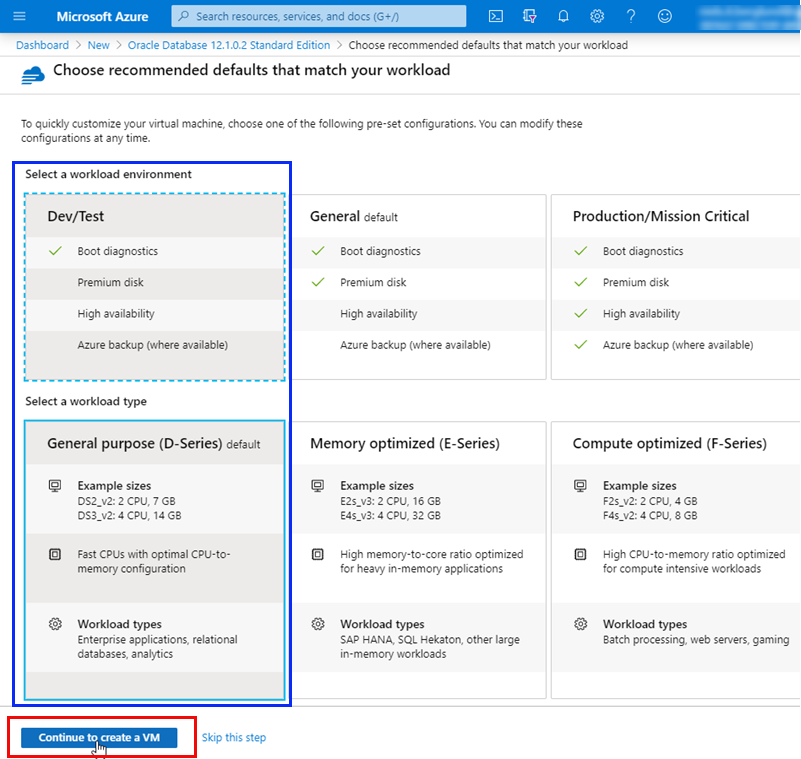 Microsoft Azure
Search resources, services, and docs (G+/)
Dashboard > New > Oracle Database 12.1.0.2 Standard Edition > Choose recommended defaults that match your workload
Choose recommended defaults that match your workload
To quickly customize your virtual machine, choose one of the following pre-set configurations. You can modify these
configurations at any time.
Select a workload environment
Dev/Test
Boot diagnostics
Premium disk
High availability
Azure backup (where available)
General default
Boot diagnostics
Premium disk
High availability
Azure backup (where available)
Production/Mission Critical
Boot diagnostics
Premium disk
High availability
Azure backup (where available)
Select a workload type
General purpose (D-Series) default
Example sizes
DS2_v2: 2 CPU, 7 GB
DS3_v2: 4 CPU, 14 GB
Fast CPUs with optimal CPU-to-
memory configuration
Workload types
Enterprise applications, relational
databases, analytics
Memory optimized (E-Series)
Example sizes
E2s_v3: 2 CPU, 16 GB
E4s_v3: 4 CPU, 32 GB
High memory-to-core ratio optimized
for heavy in-memory applications
Workload types
SAP HANA, SQL Hekaton, other large
in-memory workloads
Compute optimized (F-Series)
Example sizes
F2s_v2: 2 CPU, 4 GB
F4s_v2: 4 CPU, 8 GB
High CPU-to-memory ratio optimized
for compute intensive workloads
Workload types
Batch processing, web servers, gaming
Continue to create a VM
Skip this step